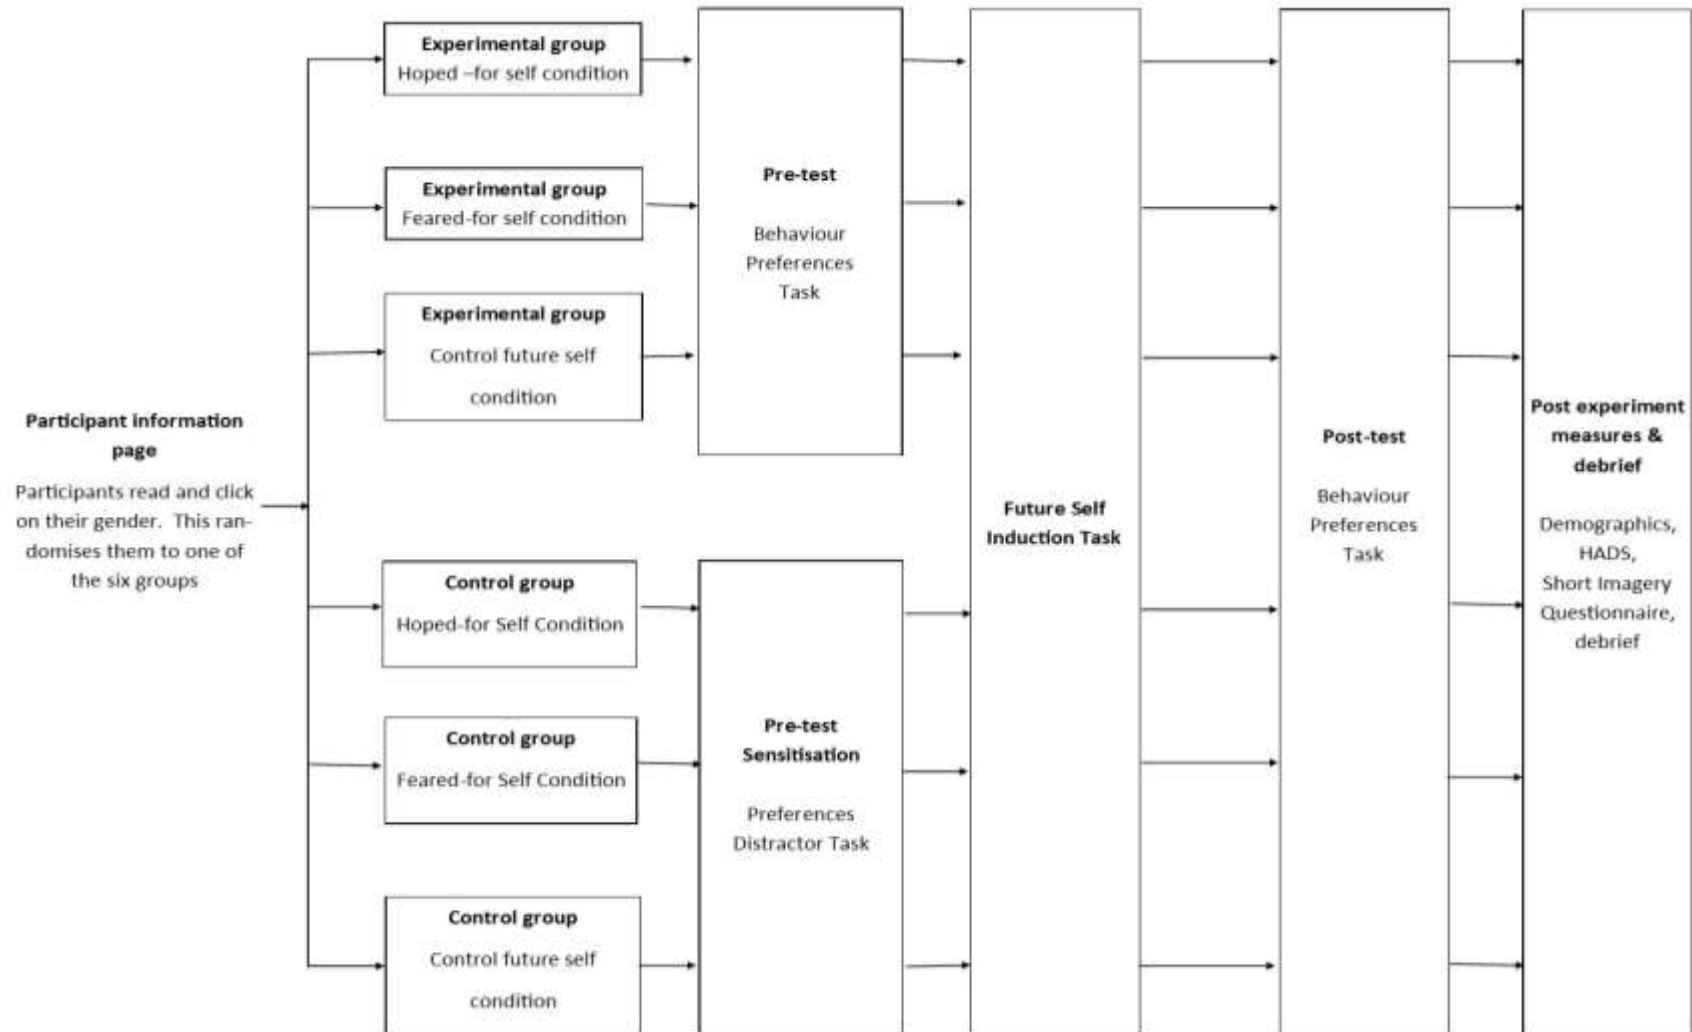 Participant information
page
Participants read and click
on their gender.  This ran-
domises them to one of
the six groups
Experimental group
Hoped –for self condition
Experimental group
Feared-for self condition
Experimental group
Control future self
condition
Control group
Hoped-for Self Condition
Control group
Feared-for Self Condition
Control group
Control future self
condition
Pre-test
Behaviour
Preferences
Task
Pre-test
Sensitisation
Preferences
Distractor Task
Future Self
Induction Task
Post-test
Behaviour
Preferences
Task
Post experiment
measures &
debrief
Demographics,
HADS,
Short Imagery
Questionnaire,
debrief